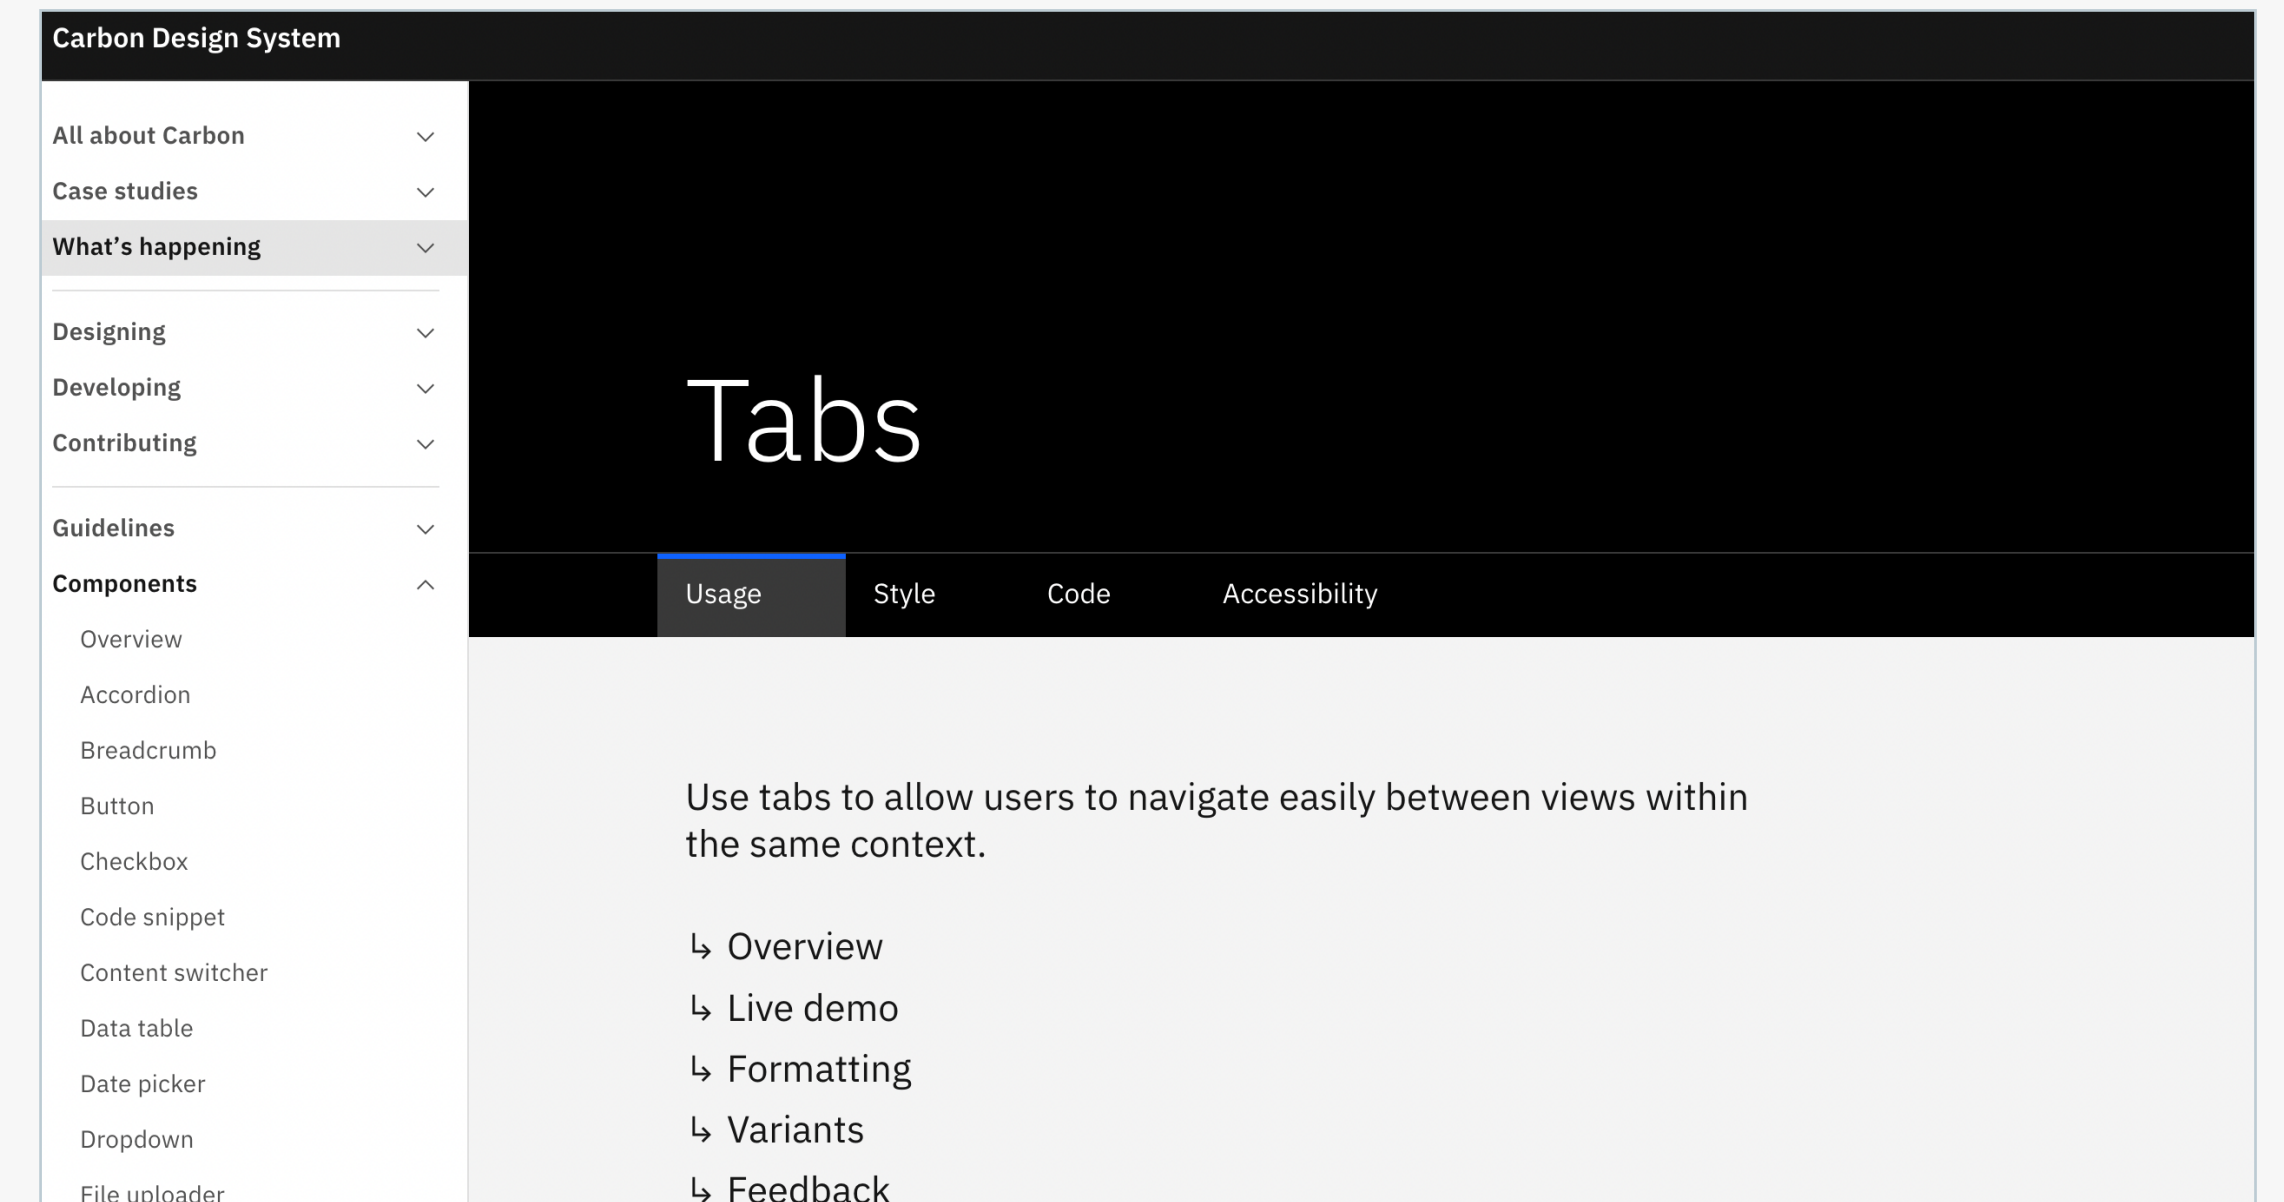 Carbon Design System
All about Carbon
Case studies
What’s happening
Designing
Developing
Contributing
Guidelines
Components
Overview
Accordion
Breadcrumb
Button
Checkbox
Code snippet
Content switcher
Data table
Date picker
Dropdown
File uploader
Tabs
Usage
Style
Code
Accessibility
Use tabs to allow users to navigate easily between views within
the same context.
↳ Overview
↳ Live demo
↳ Formatting
↳ Variants
↳ Feedback